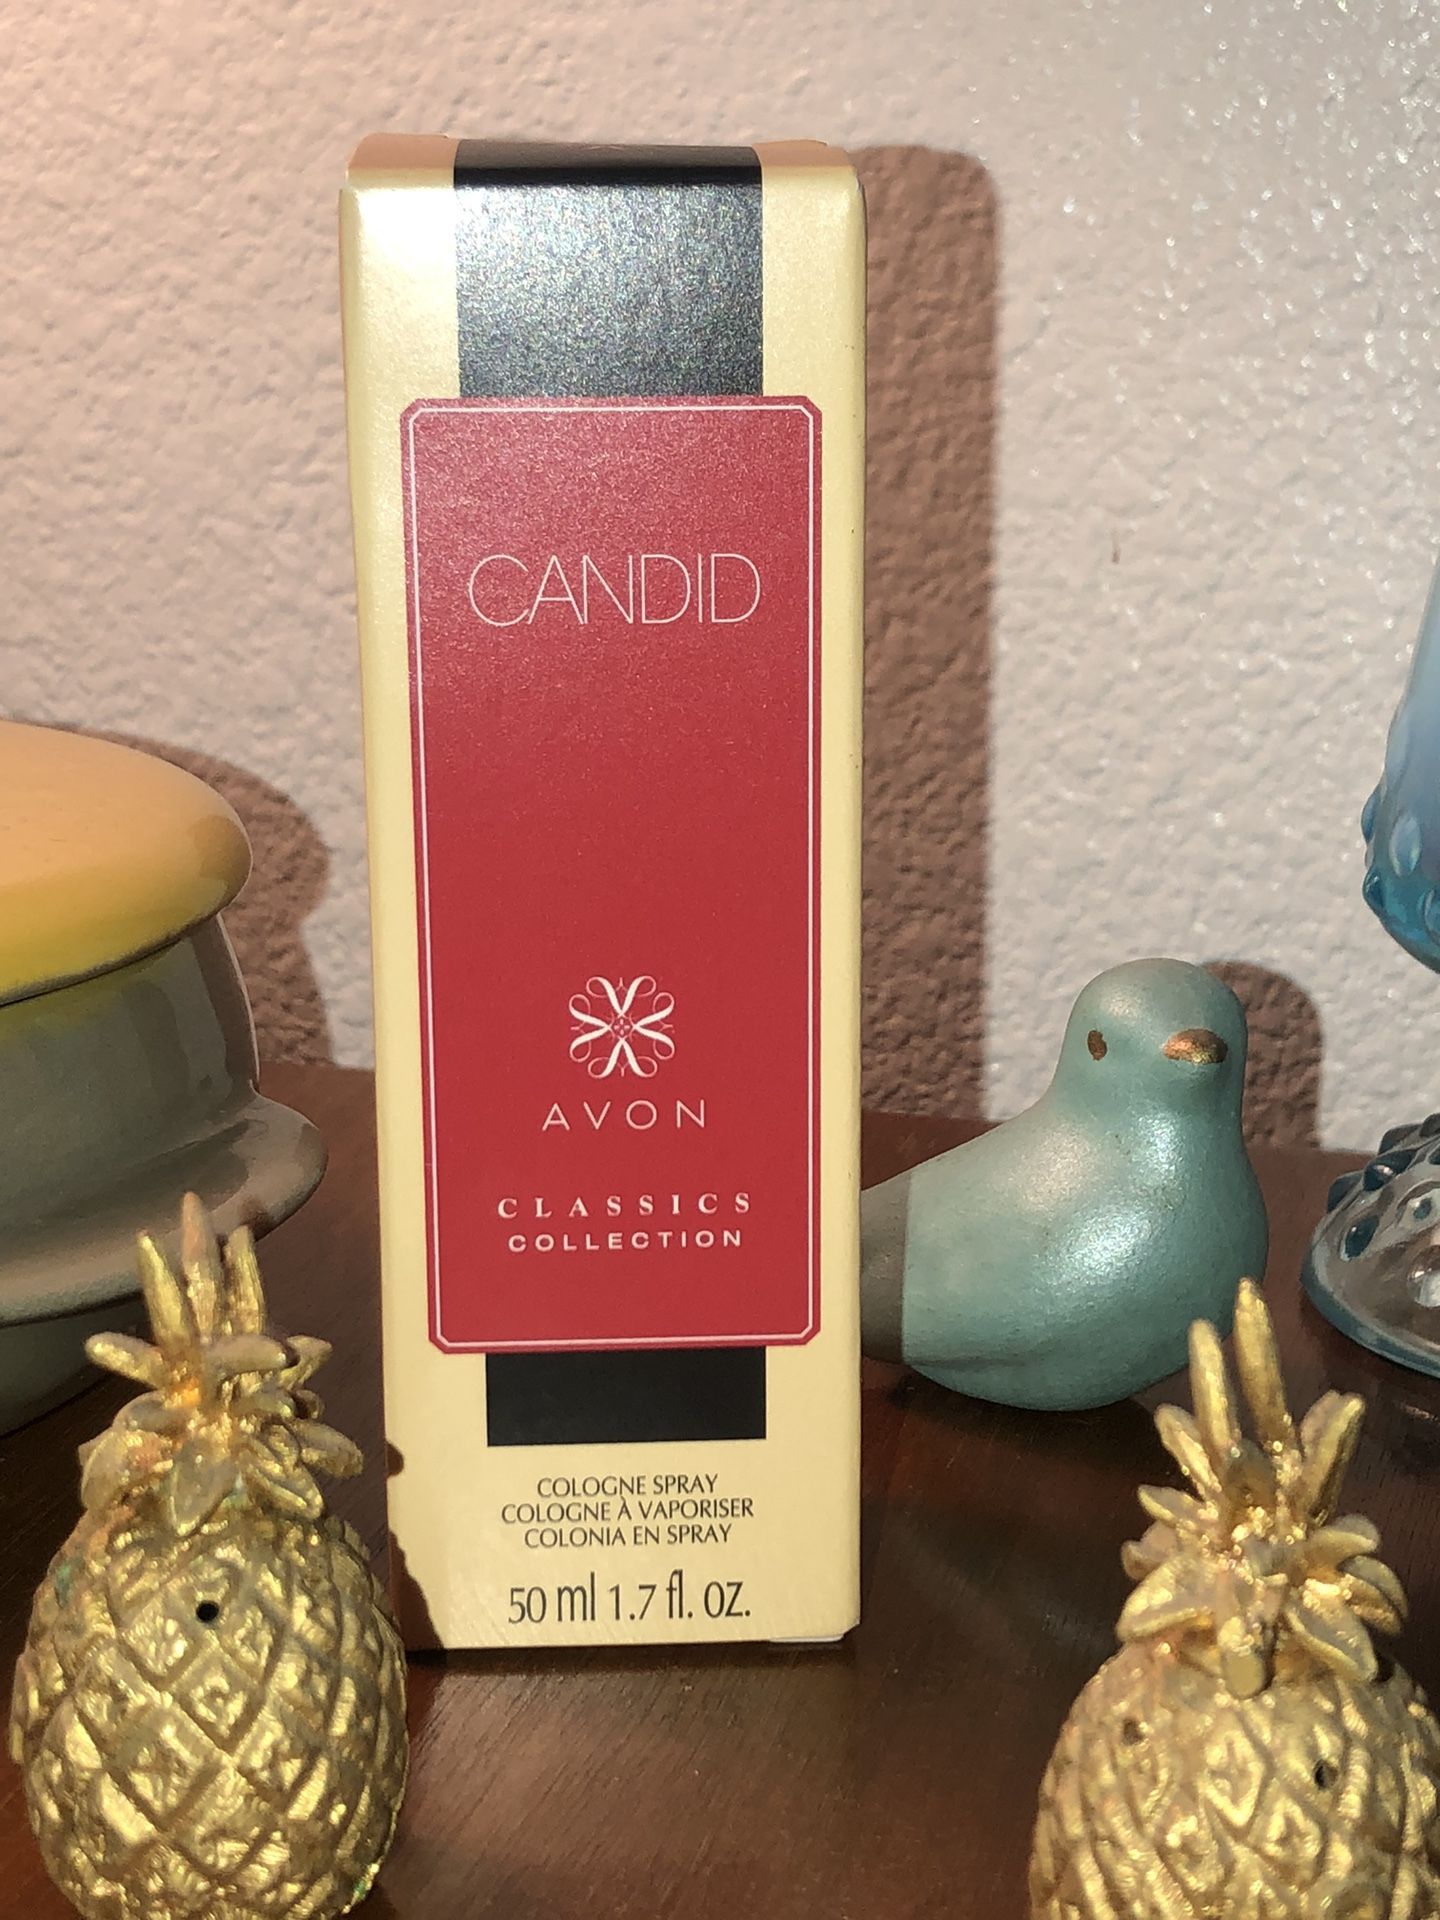 CANDID
AVON
CLASSICS
COLLECTION
COLOGNE SPRAY
COLOGNE À VAPORISER
COLONIA EN SPRAY
50 ml 1.7 fl. oz.